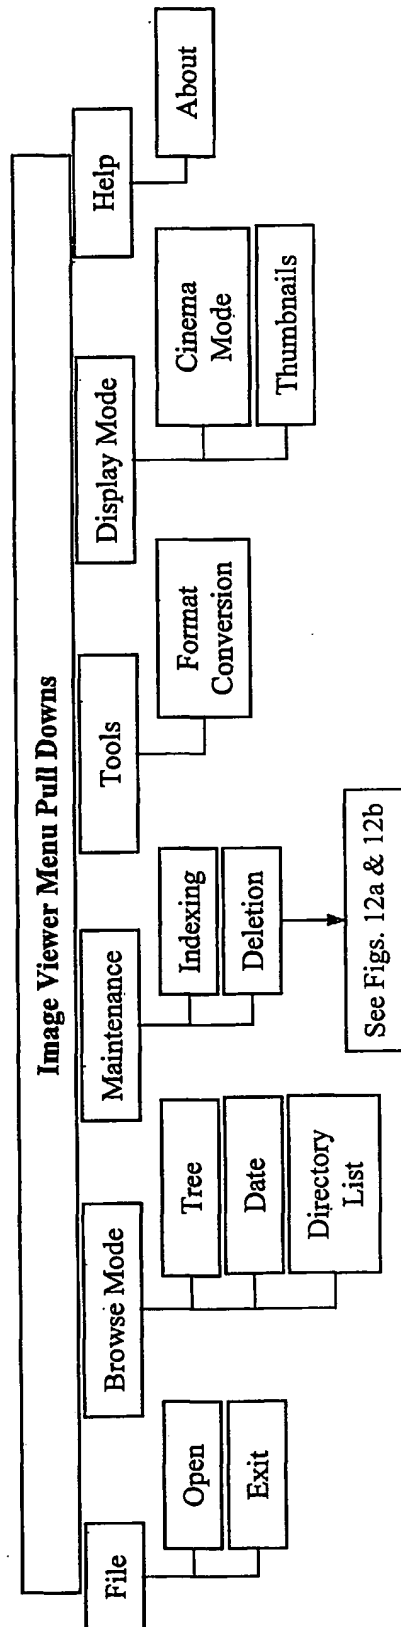 Image Viewer Menu Pull Downs
File
Open
Exit
Browse Mode
Tree
Date
Directory
List
Maintenance
Indexing
Deletion
See Figs. 12a & 12b
Tools
Format
Conversion
Display Mode
Cinema
Mode
Thumbnails
Help
About